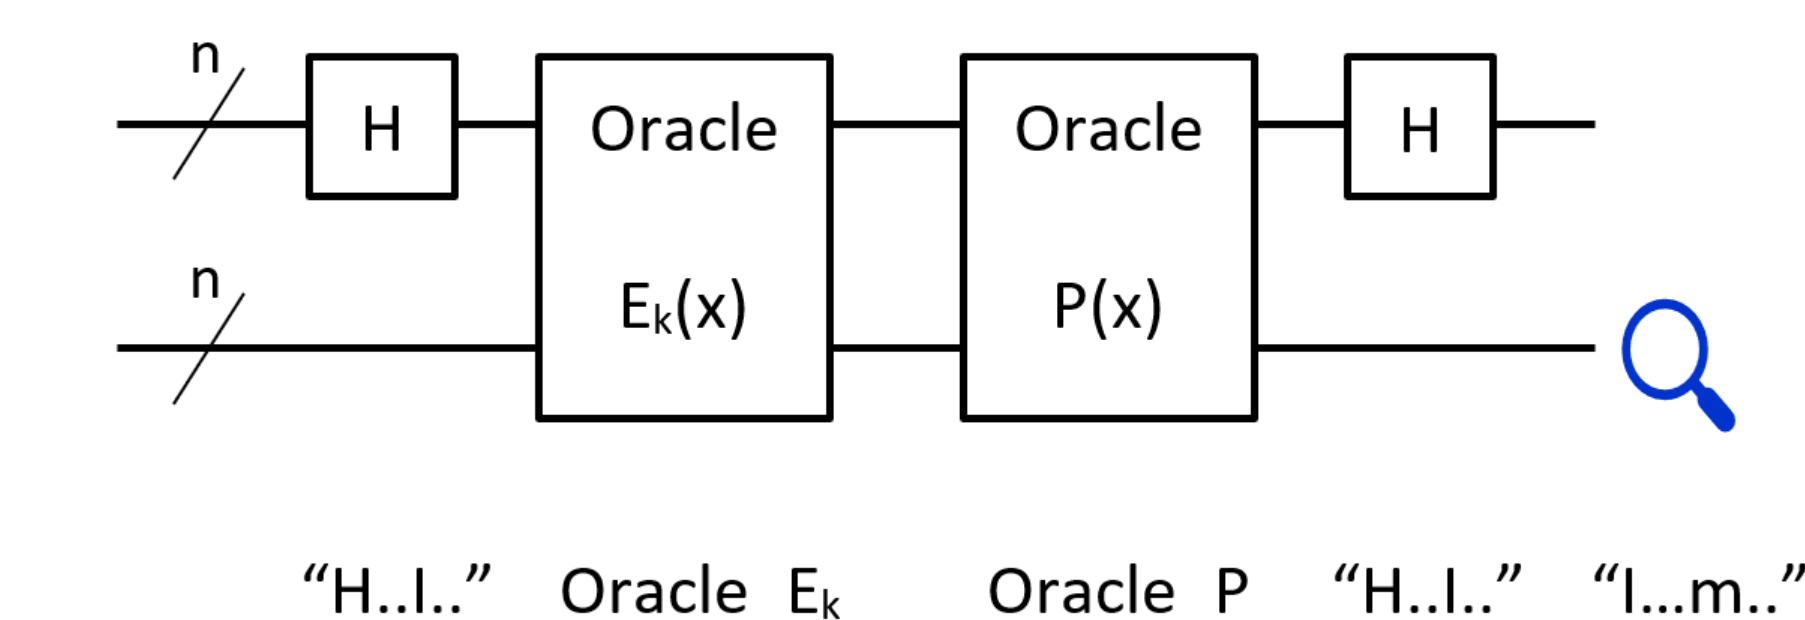 n
H Oracle Oracle H
n
Eₖ(x) P(x)
“H..I..” Oracle Eₖ Oracle P “H..I..” “I...m..”